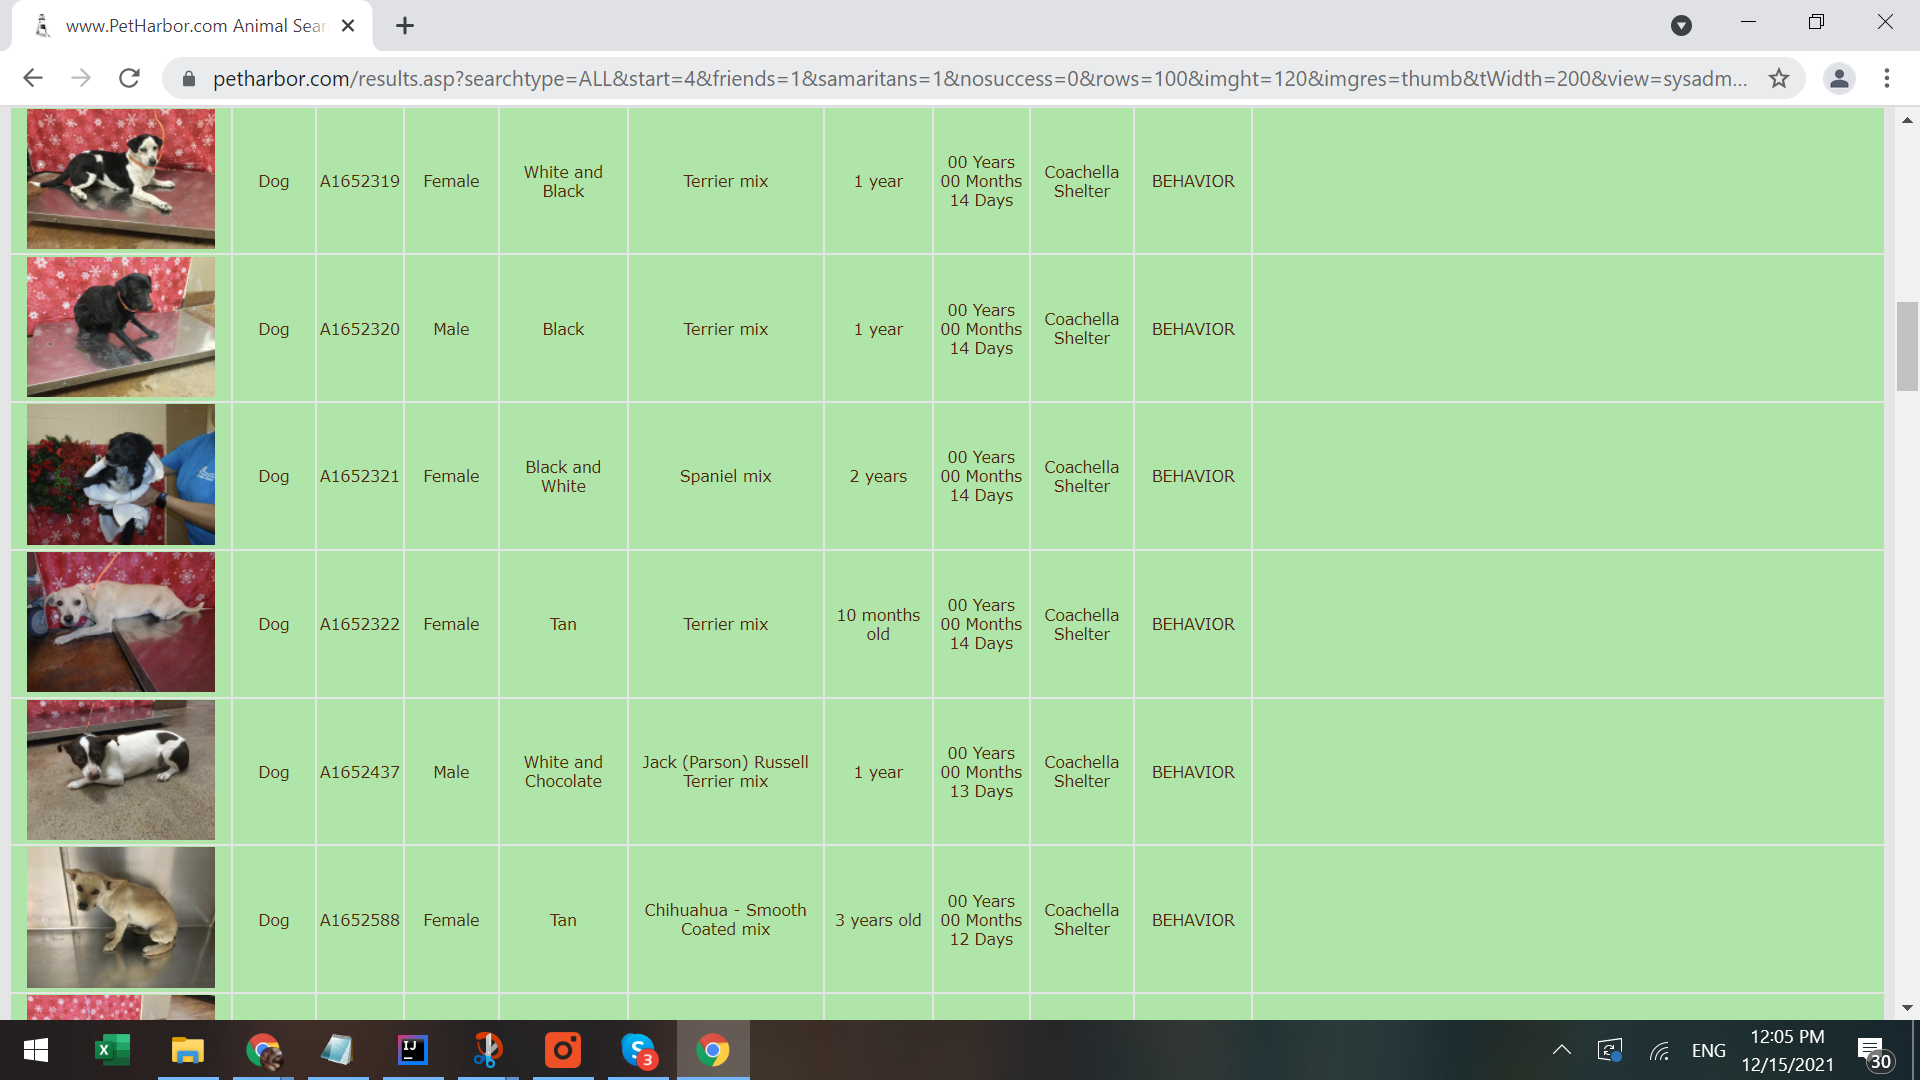 www.PetHarbor.com Animal Sear
petharbor.com/results.asp?searchtype=ALL&start=4&friends=1&samaritans=1&nosuccess=0&rows=100&imght=120&imgres=thumb&tWidth=200&view=sysadm...
Dog A1652319 Female White and Black Terrier mix 1 year 00 Years 00 Months 14 Days Coachella Shelter BEHAVIOR
Dog A1652320 Male Black Terrier mix 1 year 00 Years 00 Months 14 Days Coachella Shelter BEHAVIOR
Dog A1652321 Female Black and White Spaniel mix 2 years 00 Years 00 Months 14 Days Coachella Shelter BEHAVIOR
Dog A1652322 Female Tan Terrier mix 10 months old 00 Years 00 Months 14 Days Coachella Shelter BEHAVIOR
Dog A1652437 Male White and Chocolate Jack (Parson) Russell Terrier mix 1 year 00 Years 00 Months 13 Days Coachella Shelter BEHAVIOR
Dog A1652588 Female Tan Chihuahua - Smooth Coated mix 3 years old 00 Years 00 Months 12 Days Coachella Shelter BEHAVIOR
X
IJ
S
3
ENG
12:05 PM
12/15/2021
30